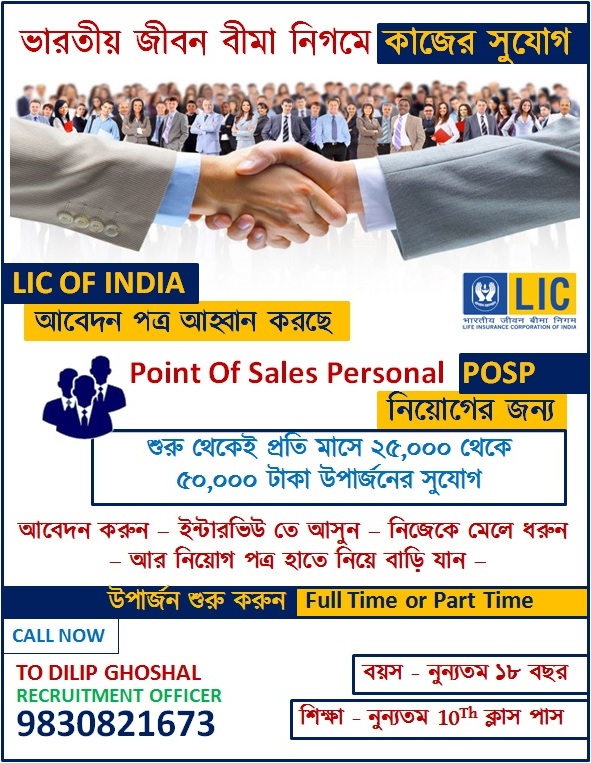 ভারতীয় জীবন বীমা নিগমে কাজের সুযোগ
LIC OF INDIA
আবেদন পত্র আহ্বান করছে
LIC
ভারতীয় জীবন বীমা নিগম
LIFE INSURANCE CORPORATION OF INDIA
Point Of Sales Personal POSP
নিয়োগের জন্য
শুরু থেকেই প্রতি মাসে ২৫,০০০ থেকে
৫০,০০০ টাকা উপার্জনের সুযোগ
আবেদন করুন – ইন্টারভিউ তে আসুন – নিজেকে মেলে ধরুন
– আর নিয়োগ পত্র হাতে নিয়ে বাড়ি যান –
উপার্জন শুরু করুন Full Time or Part Time
CALL NOW
TO DILIP GHOSHAL
RECRUITMENT OFFICER
9830821673
বয়স - নুন্যতম ১৮ বছর
শিক্ষা - নুন্যতম 10Th ক্লাস পাস